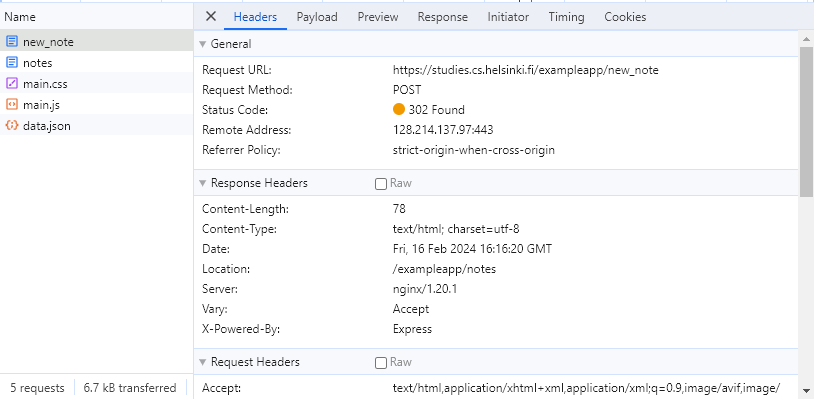 Name
Headers Payload Preview Response Initiator Timing Cookies
new_note
notes
main.css
main.js
data.json
General
Request URL: https://studies.cs.helsinki.fi/exampleapp/new_note
Request Method: POST
Status Code: 302 Found
Remote Address: 128.214.137.97:443
Referrer Policy: strict-origin-when-cross-origin
Response Headers Raw
Content-Length: 78
Content-Type: text/html; charset=utf-8
Date: Fri, 16 Feb 2024 16:16:20 GMT
Location: /exampleapp/notes
Server: nginx/1.20.1
Vary: Accept
X-Powered-By: Express
Request Headers Raw
Accept: text/html,application/xhtml+xml,application/xml;q=0.9,image/avif,image/
5 requests 6.7 kB transferred